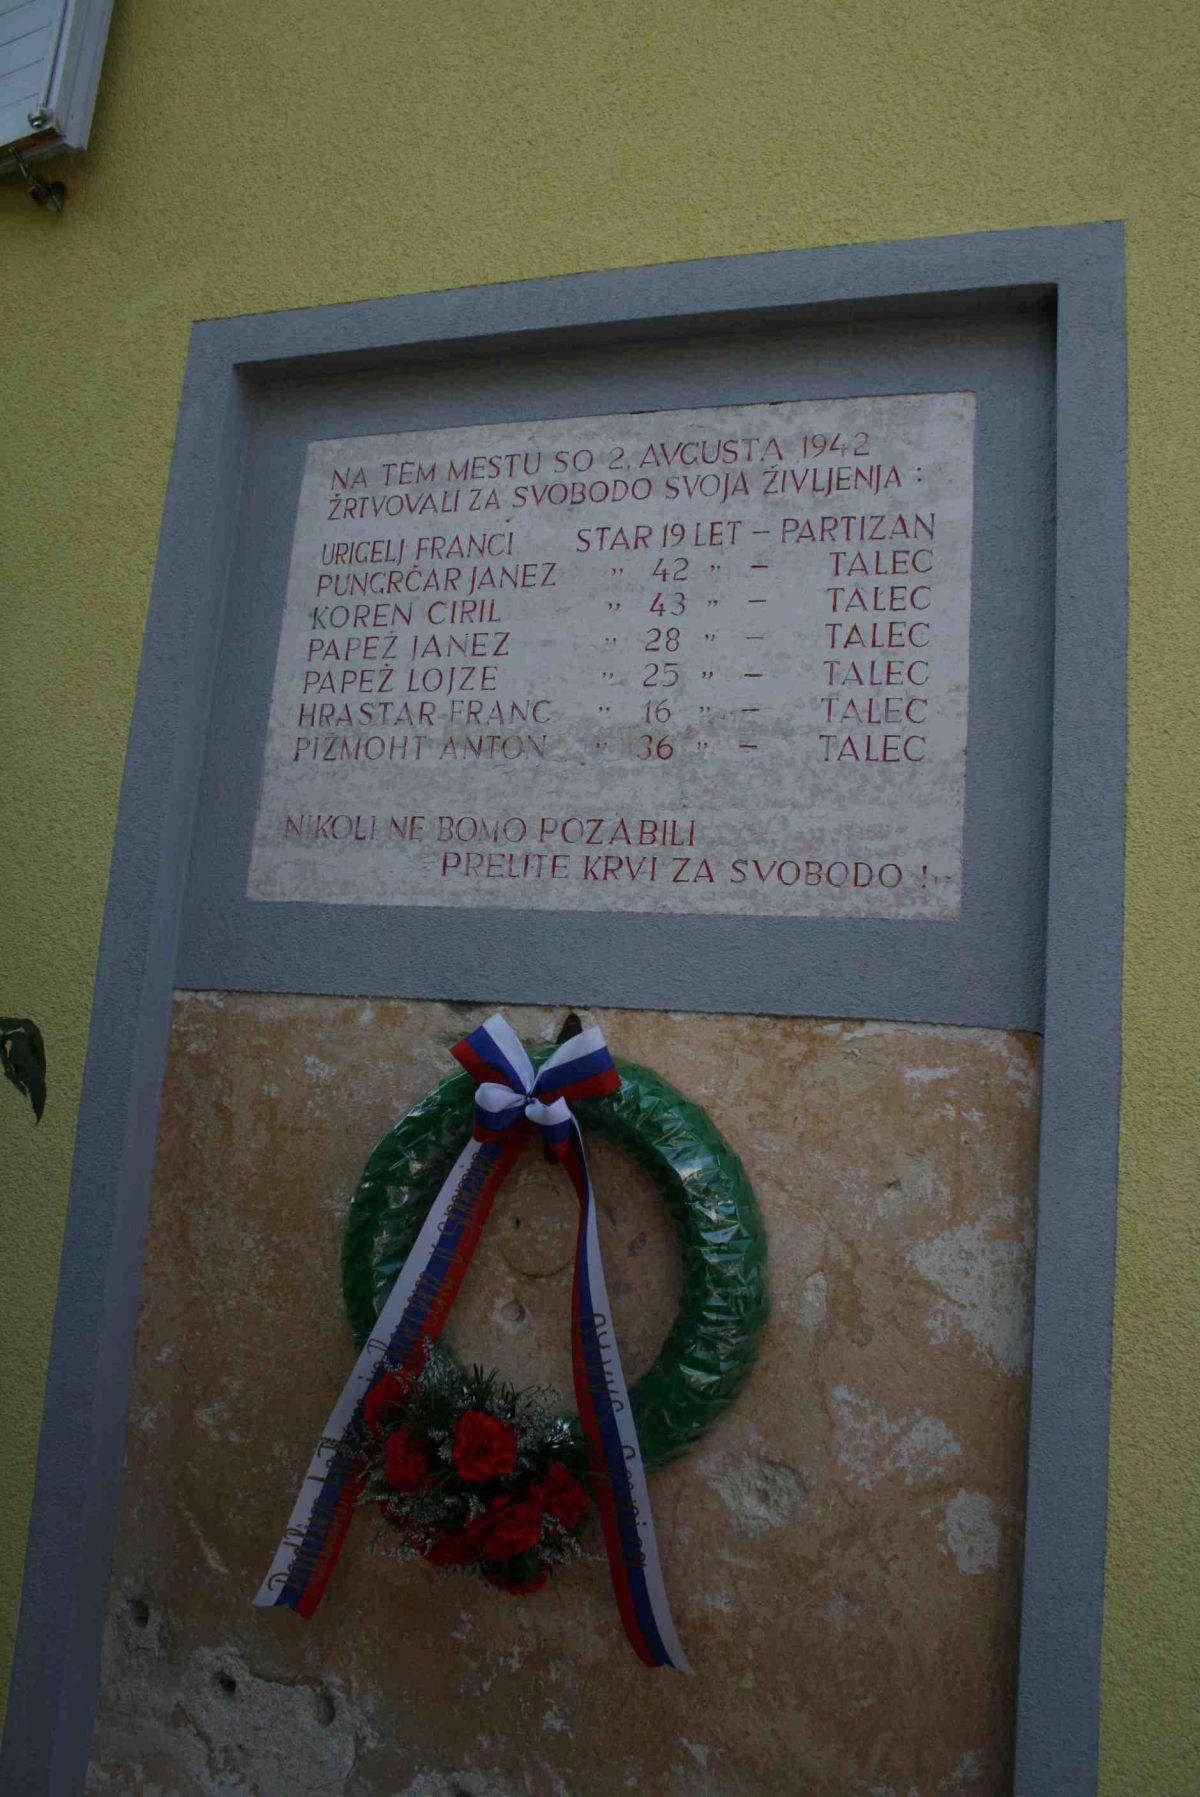 NA TEM MESTU SO 2. AVGUSTA 1942
ŽRTVOVALI ZA SVOBODO SVOJA ŽIVLJENJA :
URIGELJ FRANCI STAR 19 LET - PARTIZAN
PUNGRČAR JANEZ " 42 " - TALEC
KOREN CIRIL " 43 " - TALEC
PAPEŽ JANEZ " 28 " - TALEC
PAPEŽ LOJZE " 25 " - TALEC
HRASTAR FRANC " 16 " - TALEC
PIŽMOHT ANTON " 36 " - TALEC
NIKOLI NE BOMO POZABILI
PRELITE KRVI ZA SVOBODO !